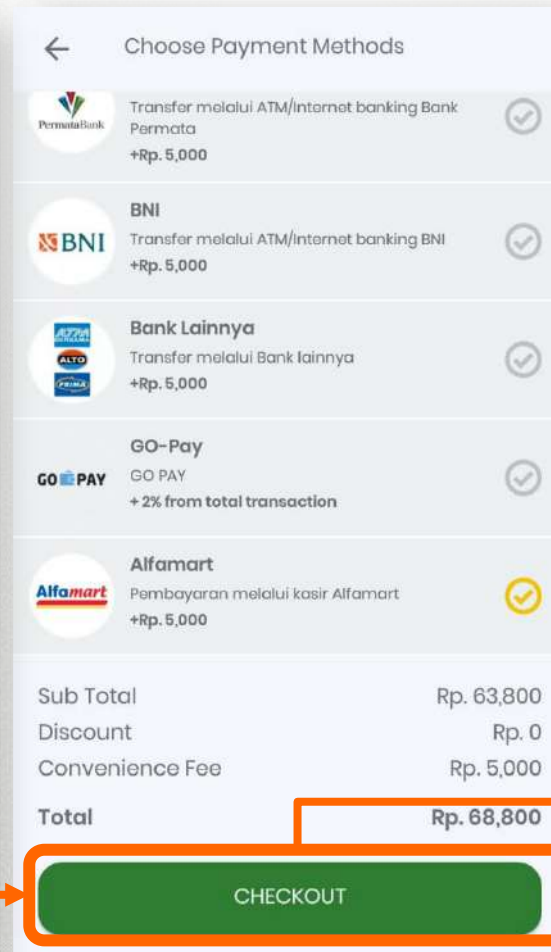 Choose Payment Methods
PermataBank
Transfer melalui ATM/Internet banking Bank
Permata
+Rp. 5,000
BNI
BNI
Transfer melalui ATM/Internet banking BNI
+Rp. 5,000
ATM
ALTO
PRIMA
Bank Lainnya
Transfer melalui Bank lainnya
+Rp. 5,000
GO PAY
GO-Pay
GO PAY
+ 2% from total transaction
Alfamart
Alfamart
Pembayaran melalui kasir Alfamart
+Rp. 5,000
Sub Total Rp. 63,800
Discount Rp. 0
Convenience Fee Rp. 5,000
Total Rp. 68,800
CHECKOUT